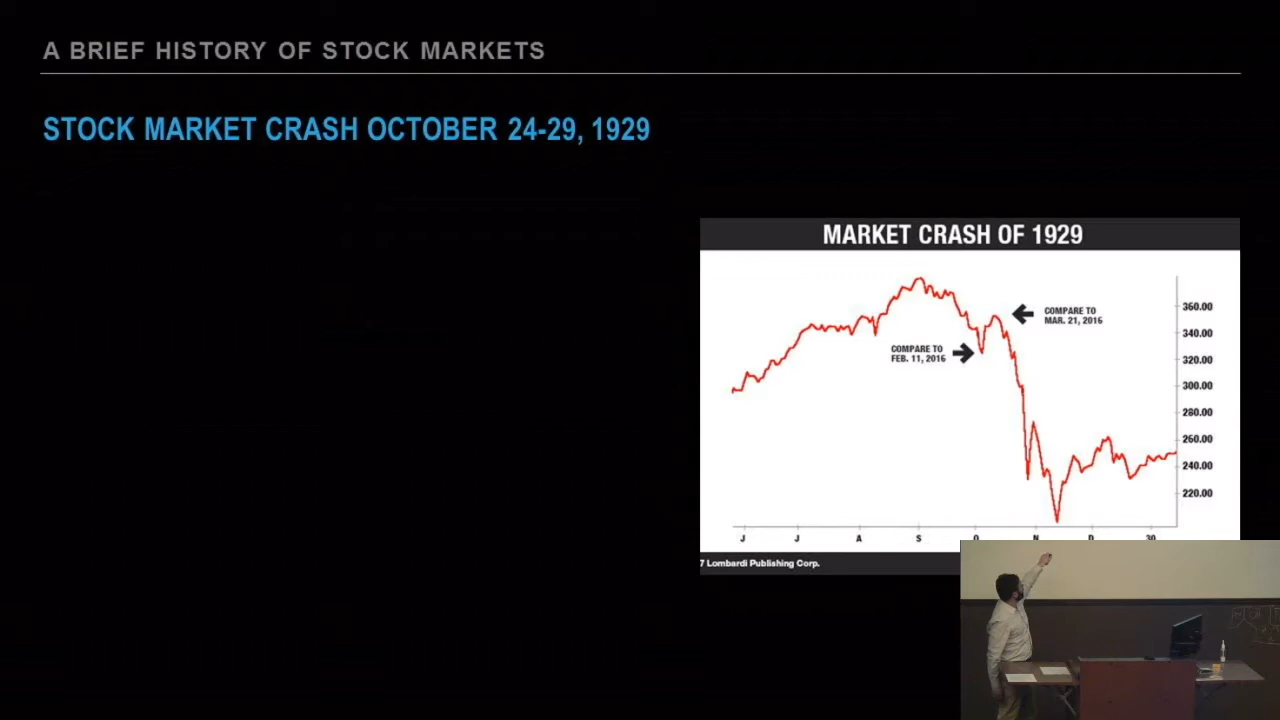 A BRIEF HISTORY OF STOCK MARKETS
STOCK MARKET CRASH OCTOBER 24-29, 1929
MARKET CRASH OF 1929
COMPARE TO
MAR. 21, 2016
COMPARE TO
FEB. 11, 2016
360.00
340.00
320.00
300.00
280.00
260.00
240.00
220.00
J J A S O N D 30
7 Lombardi Publishing Corp.